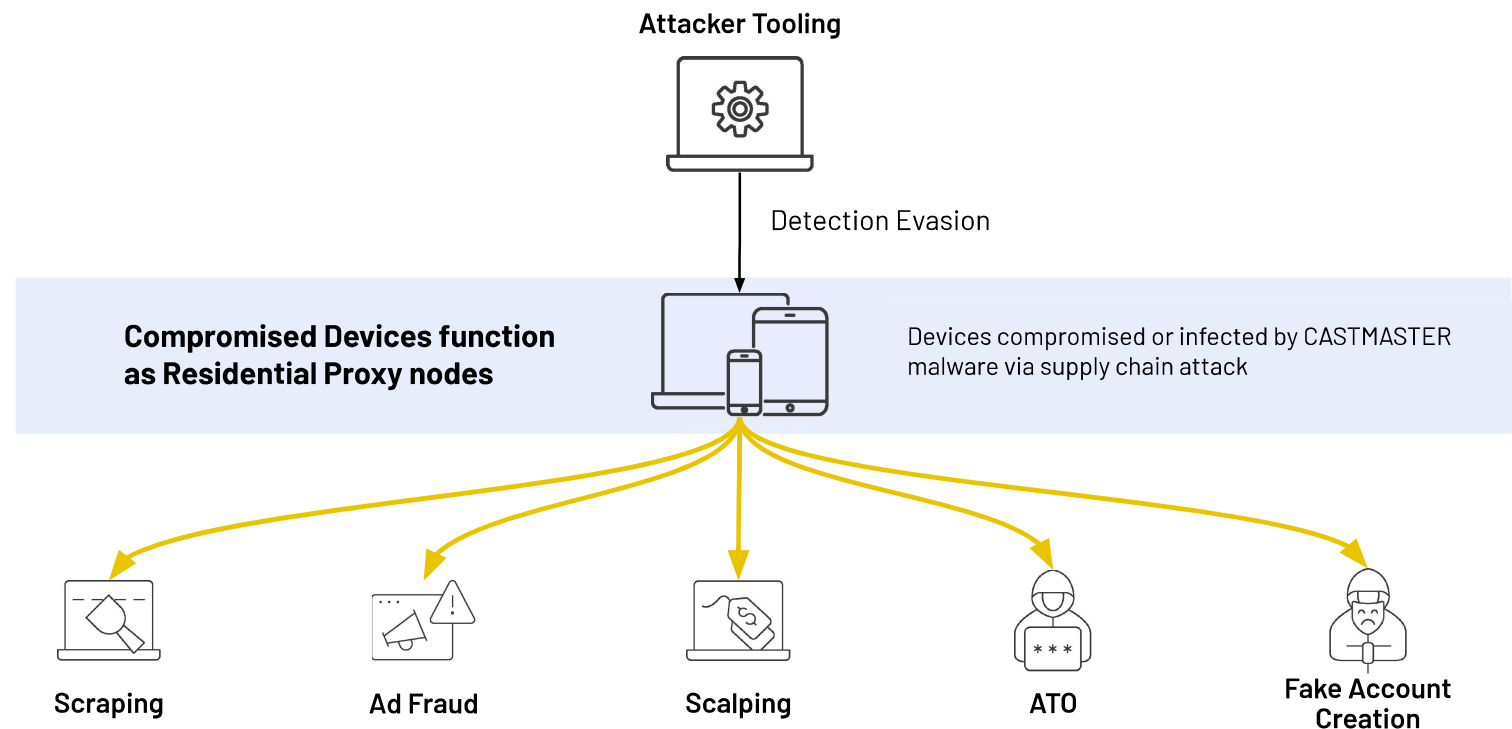 Attacker Tooling
Detection Evasion
Compromised Devices function
as Residential Proxy nodes
Devices compromised or infected by CASTMASTER
malware via supply chain attack
***
Scraping
Ad Fraud
Scalping
ATO
Fake Account
Creation